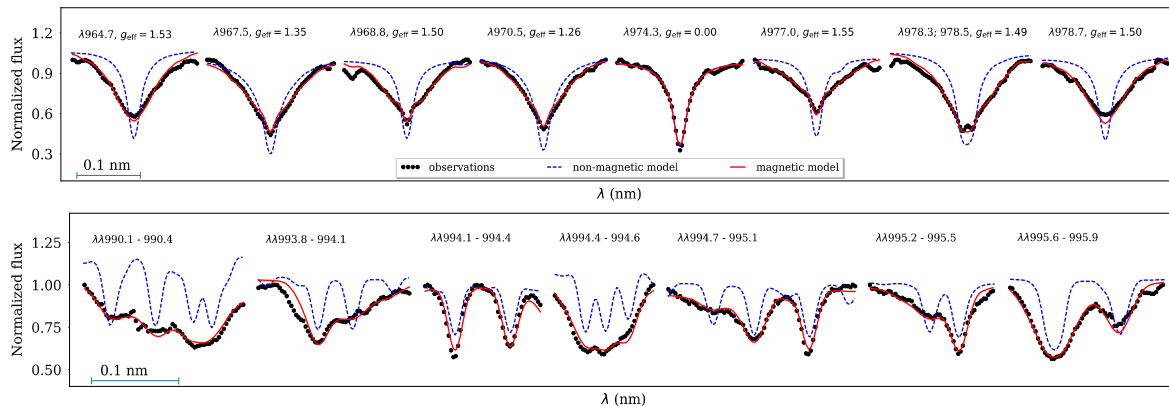 λ964.7, g_eff = 1.53
λ967.5, g_eff = 1.35
λ968.8, g_eff = 1.50
λ970.5, g_eff = 1.26
λ974.3, g_eff = 0.00
λ977.0, g_eff = 1.55
λ978.3; 978.5, g_eff = 1.49
λ978.7, g_eff = 1.50
Normalized flux
1.2
0.9
0.6
0.3
0.1 nm
observations
non-magnetic model
magnetic model
λ (nm)
λλ990.1 - 990.4
λλ993.8 - 994.1
λλ994.1 - 994.4
λλ994.4 - 994.6
λλ994.7 - 995.1
λλ995.2 - 995.5
λλ995.6 - 995.9
Normalized flux
1.25
1.00
0.75
0.50
0.1 nm
λ (nm)